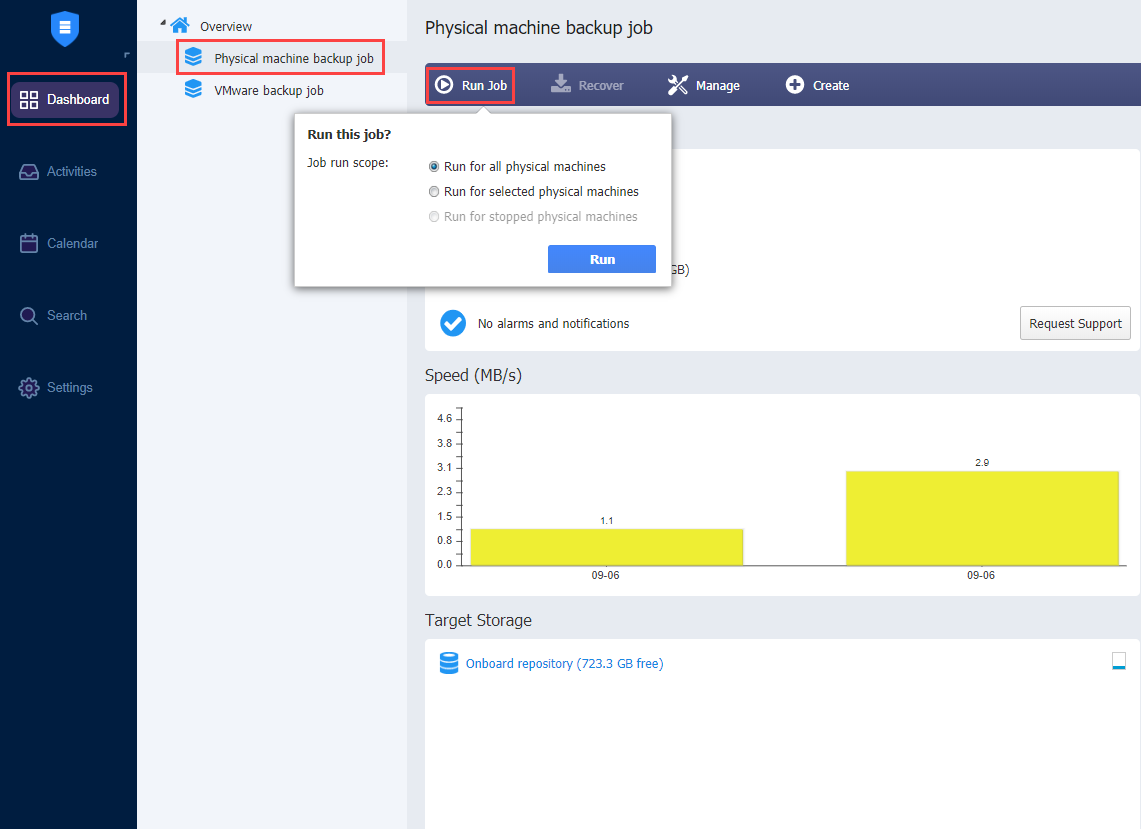 Dashboard
Activities
Calendar
Search
Settings
Overview
Physical machine backup job
VMware backup job
Physical machine backup job
Run Job
Recover
Manage
Create
Run this job?
Job run scope:
Run for all physical machines
Run for selected physical machines
Run for stopped physical machines
Run
GB)
No alarms and notifications
Request Support
Speed (MB/s)
4.6
3.8
3.1
2.3
1.5
0.8
0.0
1.1
2.9
09-06
09-06
Target Storage
Onboard repository (723.3 GB free)